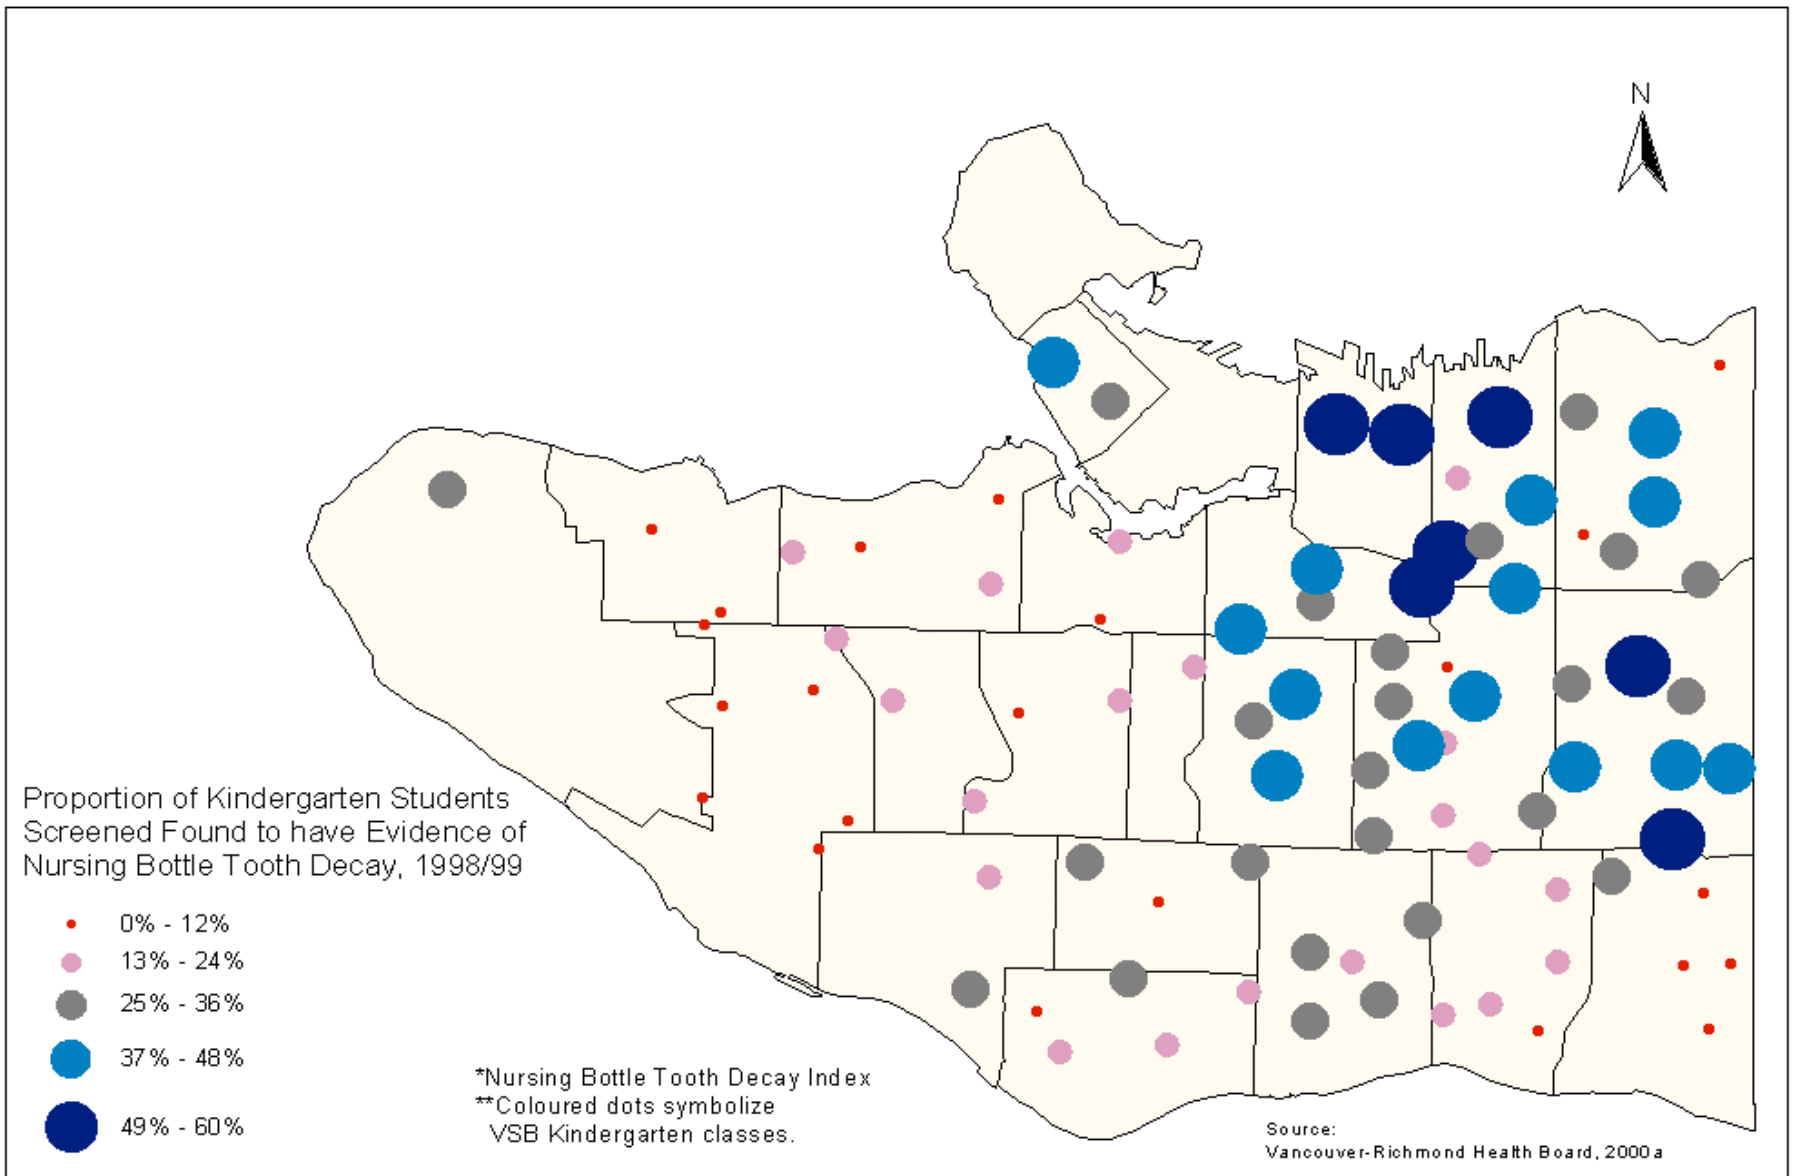 N
Proportion of Kindergarten Students
Screened Found to have Evidence of
Nursing Bottle Tooth Decay, 1998/99
0% - 12%
13% - 24%
25% - 36%
37% - 48%
49% - 60%
*Nursing Bottle Tooth Decay Index
**Coloured dots symbolize
VSB Kindergarten classes.
Source:
Vancouver-Richmond Health Board, 2000a